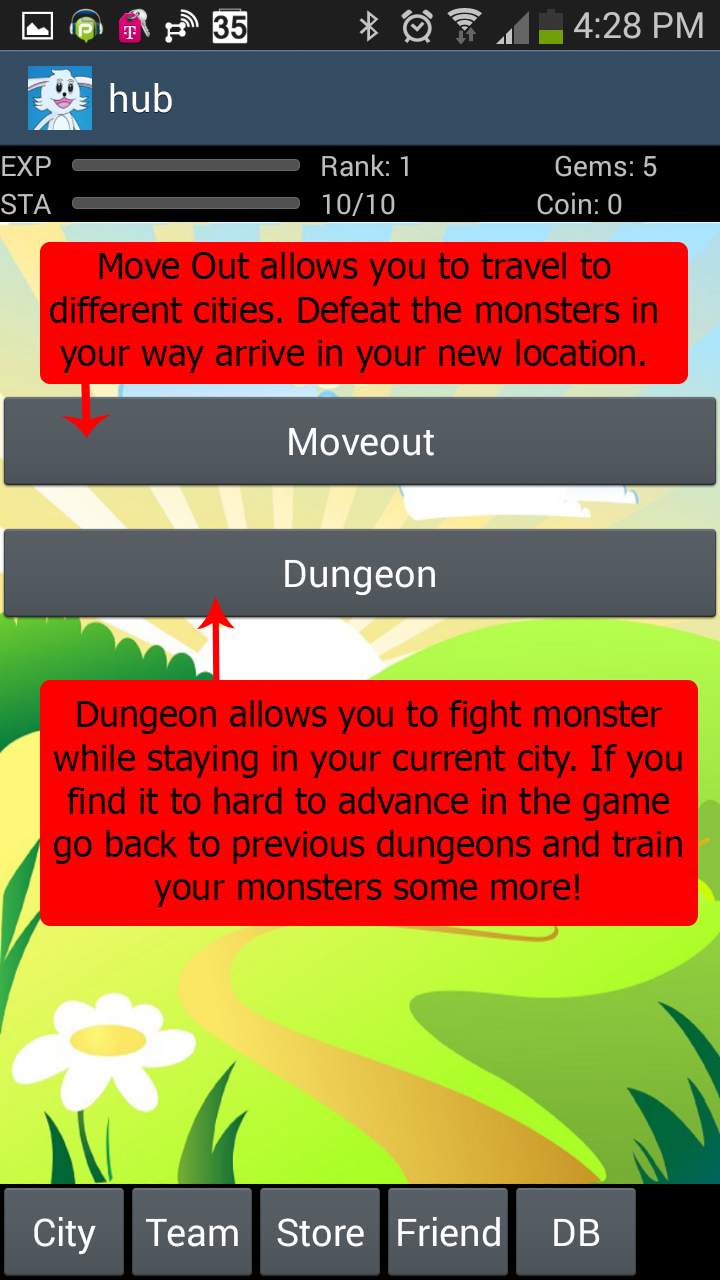 35 4:28 PM
hub
EXP Rank: 1 Gems: 5
STA 10/10 Coin: 0
Move Out allows you to travel to
different cities. Defeat the monsters in
your way arrive in your new location.
Moveout
Dungeon
Dungeon allows you to fight monster
while staying in your current city. If you
find it to hard to advance in the game
go back to previous dungeons and train
your monsters some more!
City Team Store Friend DB